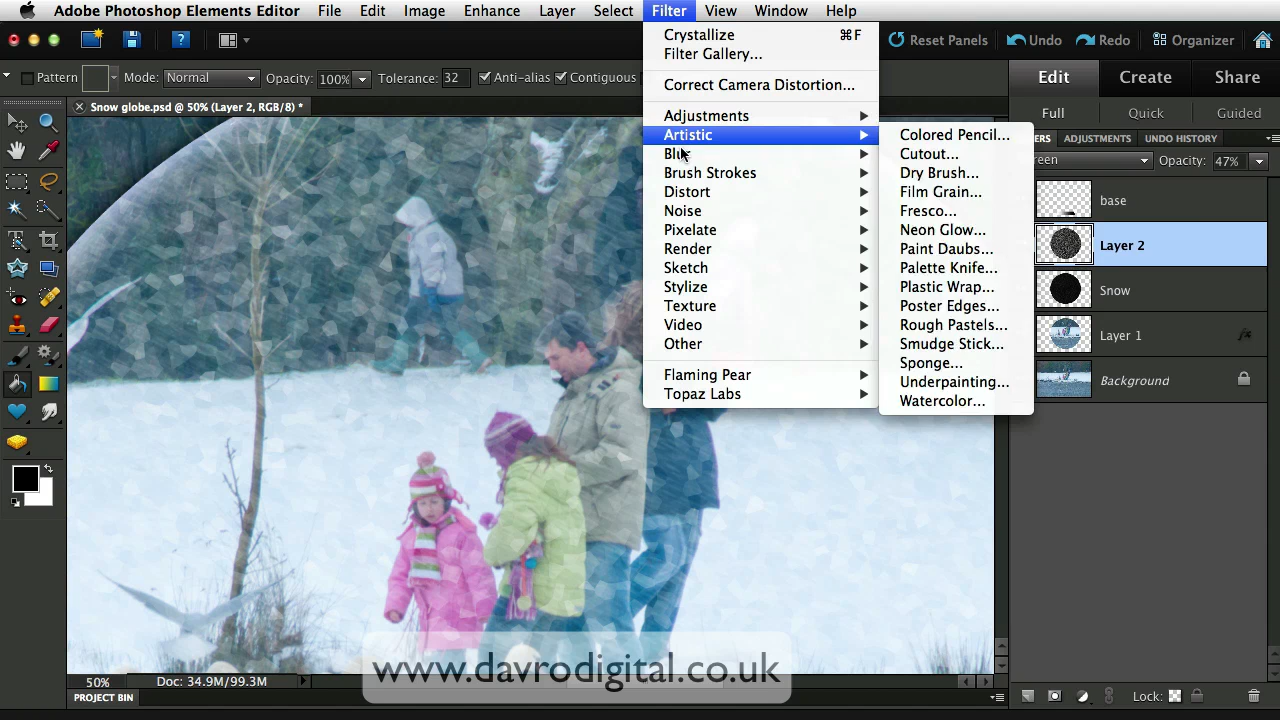 Adobe Photoshop Elements Editor File Edit Image Enhance Layer Select Filter View Window Help
Reset Panels Undo Redo Organizer
Pattern Mode: Normal Opacity: 100% Tolerance: 32 Anti-alias Contiguous
Edit Create Share
Full Quick Guided
Snow globe.psd @ 50% (Layer 2, RGB/8) *
ERS ADJUSTMENTS UNDO HISTORY
reen Opacity: 47%
base
Layer 2
Snow
Layer 1 fx
Background
Crystallize ⌘F
Filter Gallery...
Correct Camera Distortion...
Adjustments
Artistic
Blur
Brush Strokes
Distort
Noise
Pixelate
Render
Sketch
Stylize
Texture
Video
Other
Flaming Pear
Topaz Labs
Colored Pencil...
Cutout...
Dry Brush...
Film Grain...
Fresco...
Neon Glow...
Paint Daubs...
Palette Knife...
Plastic Wrap...
Poster Edges...
Rough Pastels...
Smudge Stick...
Sponge...
Underpainting...
Watercolor...
www.davrodigital.co.uk
50% Doc: 34.9M/99.3M
PROJECT BIN
Lock: